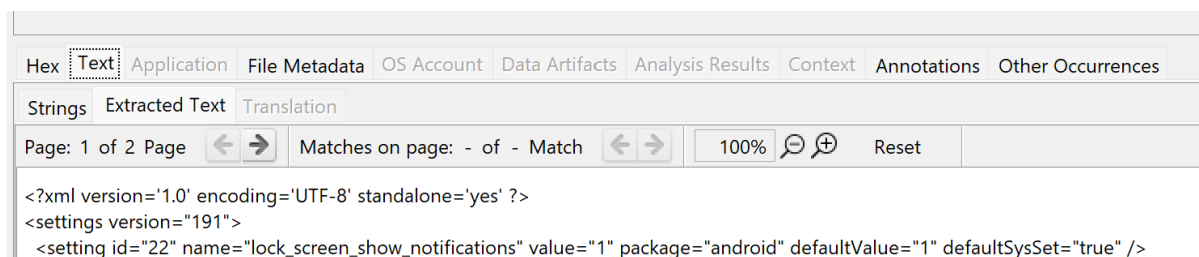 Hex Text Application File Metadata OS Account Data Artifacts Analysis Results Context Annotations Other Occurrences
Strings Extracted Text Translation
Page: 1 of 2 Page Matches on page: - of - Match 100% Reset
<?xml version='1.0' encoding='UTF-8' standalone='yes' ?>
<settings version="191">
<setting id="22" name="lock_screen_show_notifications" value="1" package="android" defaultValue="1" defaultSysSet="true" />